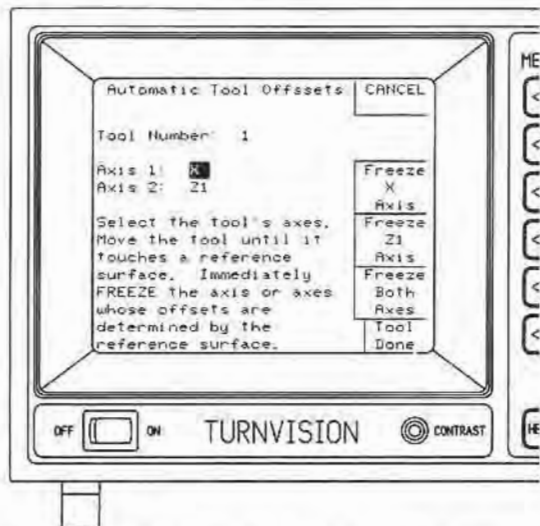 Automatic Tool Offssets
CANCEL
Tool Number: 1
Axis 1: X
Axis 2: Z1
Select the tool's axes.
Move the tool until it
touches a reference
surface. Immediately
FREEZE the axis or axes
whose offsets are
determined by the
reference surface.
Freeze
X
Axis
Freeze
Z1
Axis
Freeze
Both
Axes
Tool
Done
OFF
ON
TURNVISION
CONTRAST
ME
HE